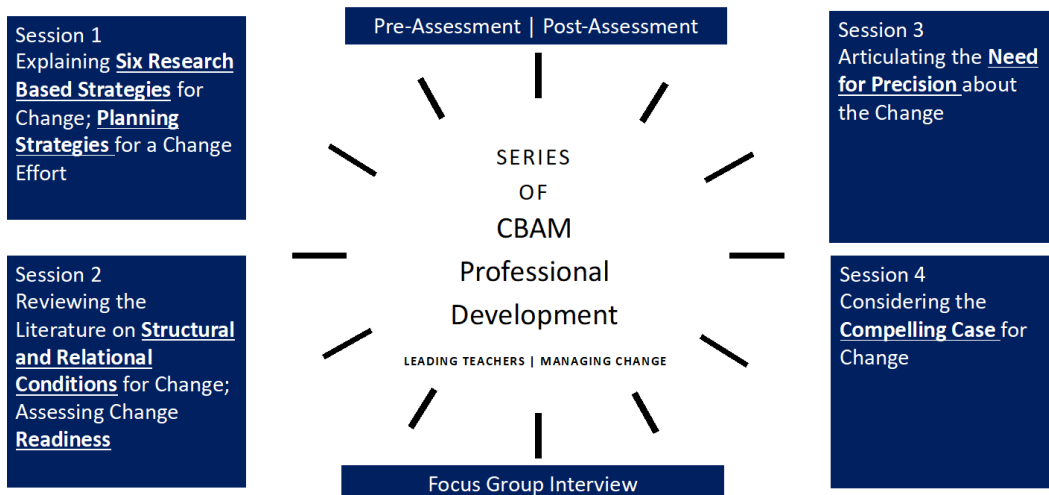 Pre-Assessment | Post-Assessment
Session 1
Explaining Six Research
Based Strategies for
Change; Planning
Strategies for a Change
Effort
Session 2
Reviewing the
Literature on Structural
and Relational
Conditions for Change;
Assessing Change
Readiness
SERIES
OF
CBAM
Professional
Development
LEADING TEACHERS | MANAGING CHANGE
Session 3
Articulating the Need
for Precision about
the Change
Session 4
Considering the
Compelling Case for
Change
Focus Group Interview